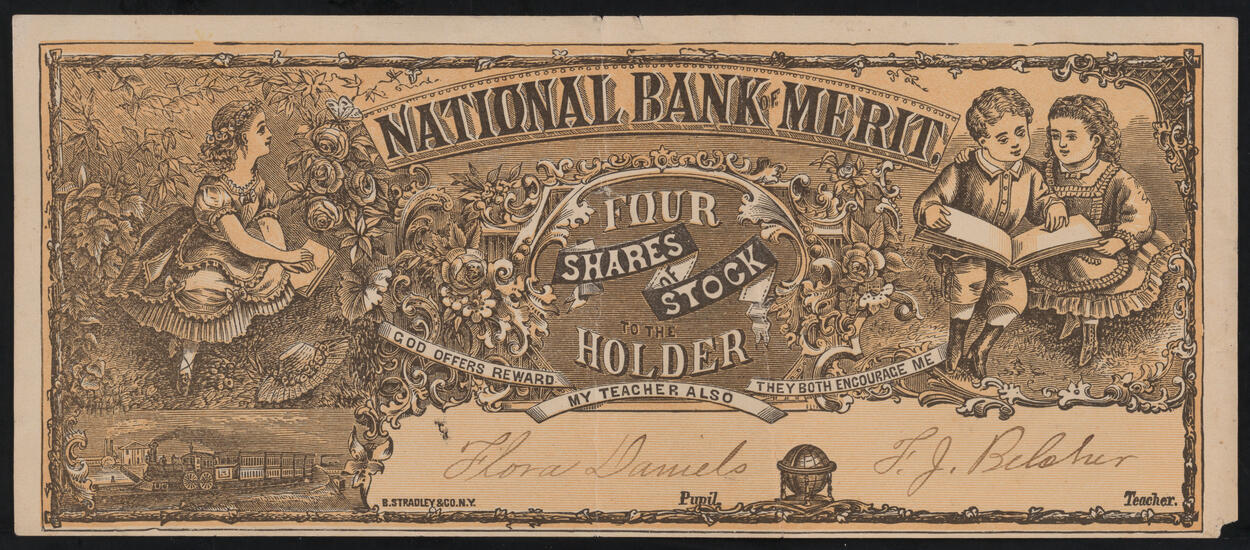 NATIONAL BANK OF MERIT.
FOUR
SHARES
OF
STOCK
TO THE
HOLDER
GOD OFFERS REWARD
MY TEACHER ALSO
THEY BOTH ENCOURAGE ME
Flora Daniels
F. J. Belcher
B. STRADLEY & CO. N.Y.
Pupil.
Teacher.